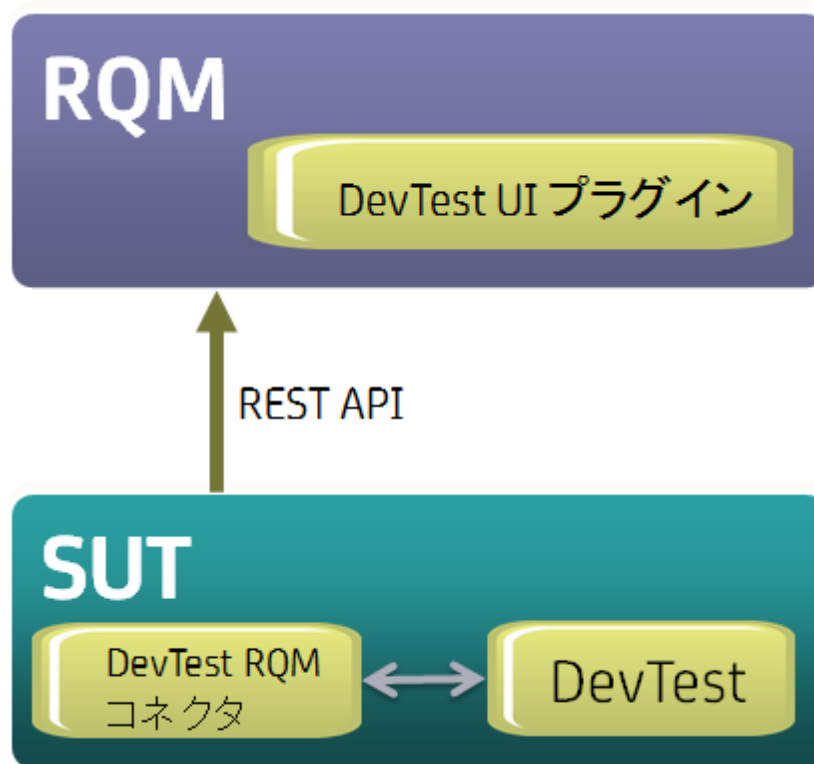 RQM
DevTest UI プラグイン
REST API
SUT
DevTest RQM
コネクタ
DevTest